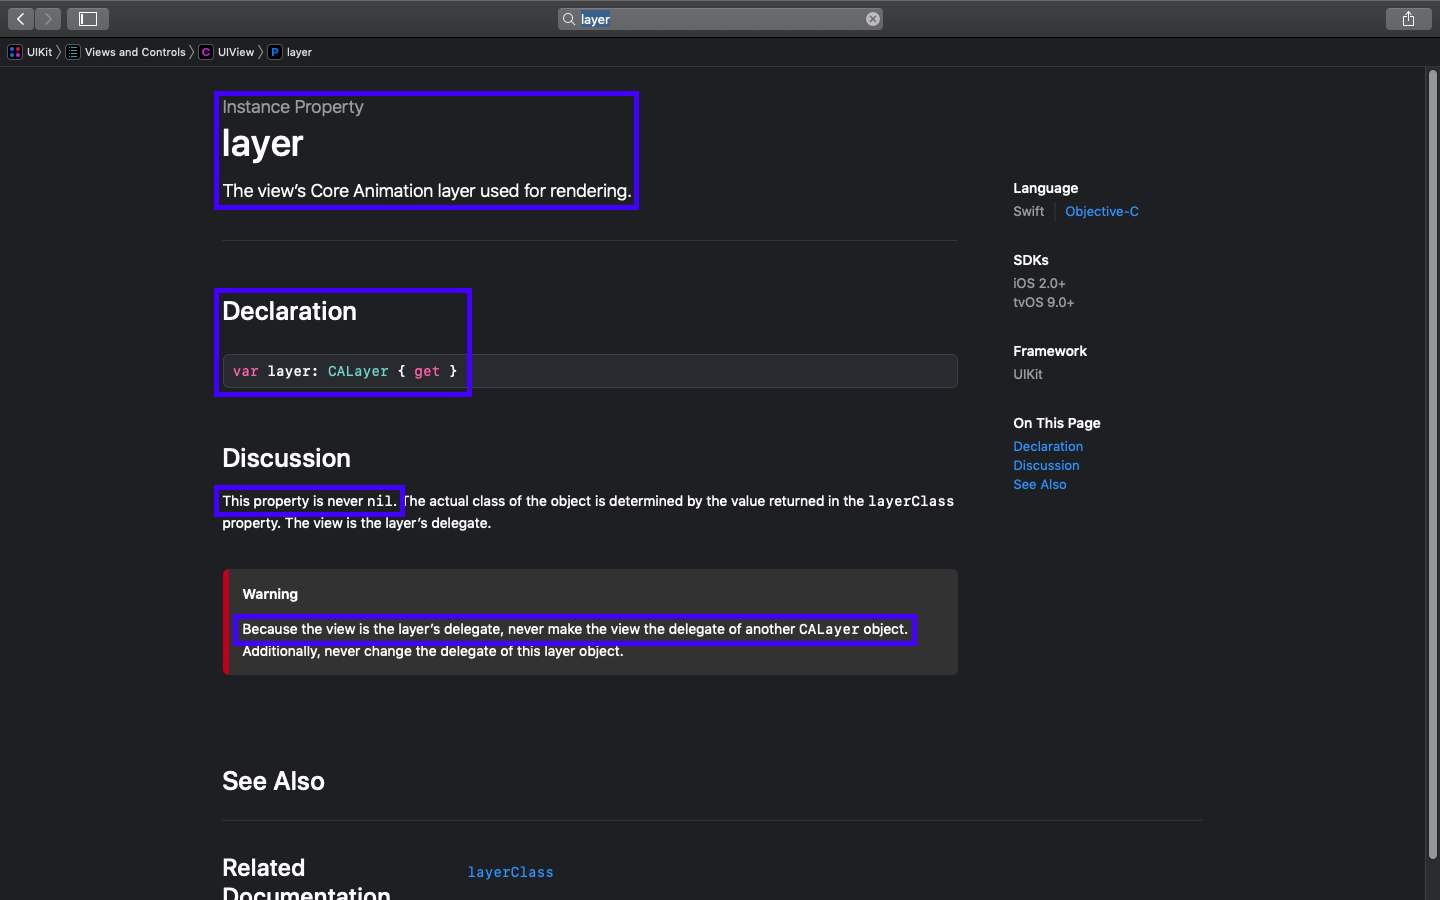 layer
UIKit
Views and Controls
C
UIView
P
layer
Instance Property
layer
The view's Core Animation layer used for rendering.
Declaration
var layer: CALayer { get }
Discussion
This property is never nil. The actual class of the object is determined by the value returned in the layerClass
property. The view is the layer's delegate.
Warning
Because the view is the layer's delegate, never make the view the delegate of another CALayer object.
Additionally, never change the delegate of this layer object.
See Also
Related
Documentation
layerClass
Language
Swift
Objective-C
SDKs
iOS 2.0+
tvOS 9.0+
Framework
UIKit
On This Page
Declaration
Discussion
See Also